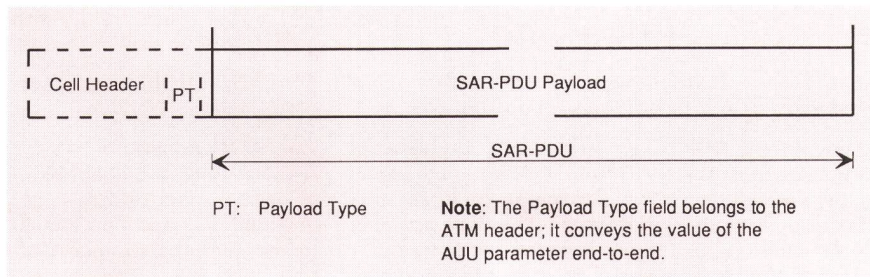 Cell Header
PT
SAR-PDU Payload
SAR-PDU
PT: Payload Type
Note: The Payload Type field belongs to the
ATM header; it conveys the value of the
AUU parameter end-to-end.